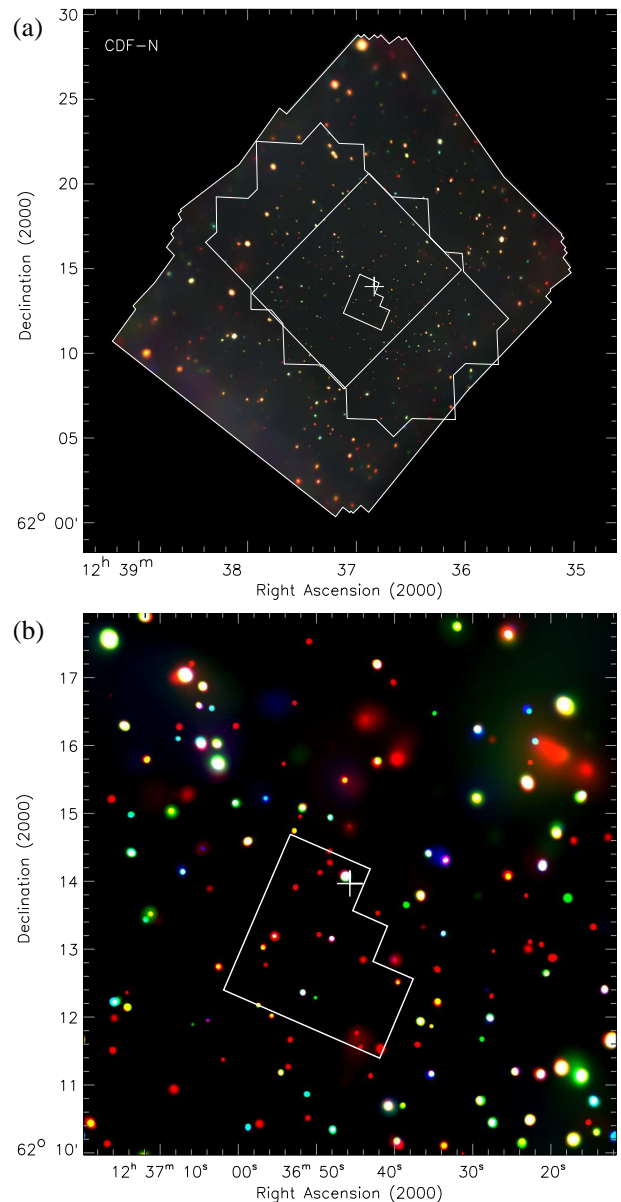 (a)
CDF-N
30
25
20
15
10
05
62° 00'
12ʰ 39ᵐ 38 37 36 35
Right Ascension (2000)
Declination (2000)
(b)
17
16
15
14
13
12
11
62° 10'
12ʰ 37ᵐ 10ˢ 00ˢ 36ᵐ 50ˢ 40ˢ 30ˢ 20ˢ
Right Ascension (2000)
Declination (2000)